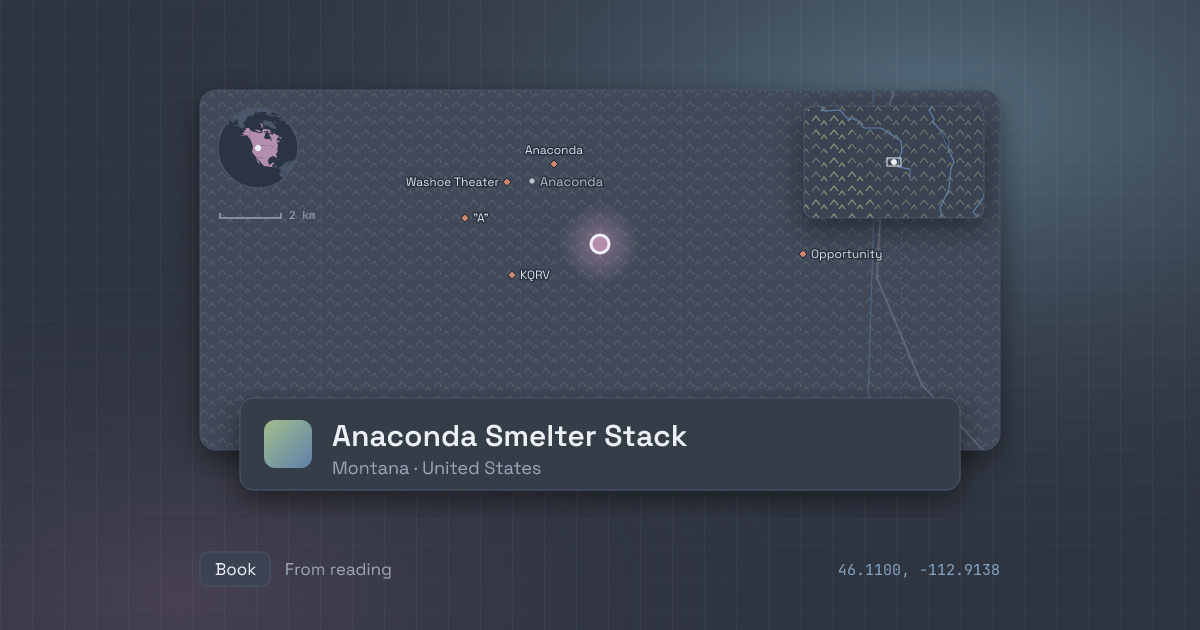 Anaconda
Washoe Theater
Anaconda
2 km
"A"
Opportunity
KQRV
Anaconda Smelter Stack
Montana · United States
Book
From reading
46.1100, -112.9138